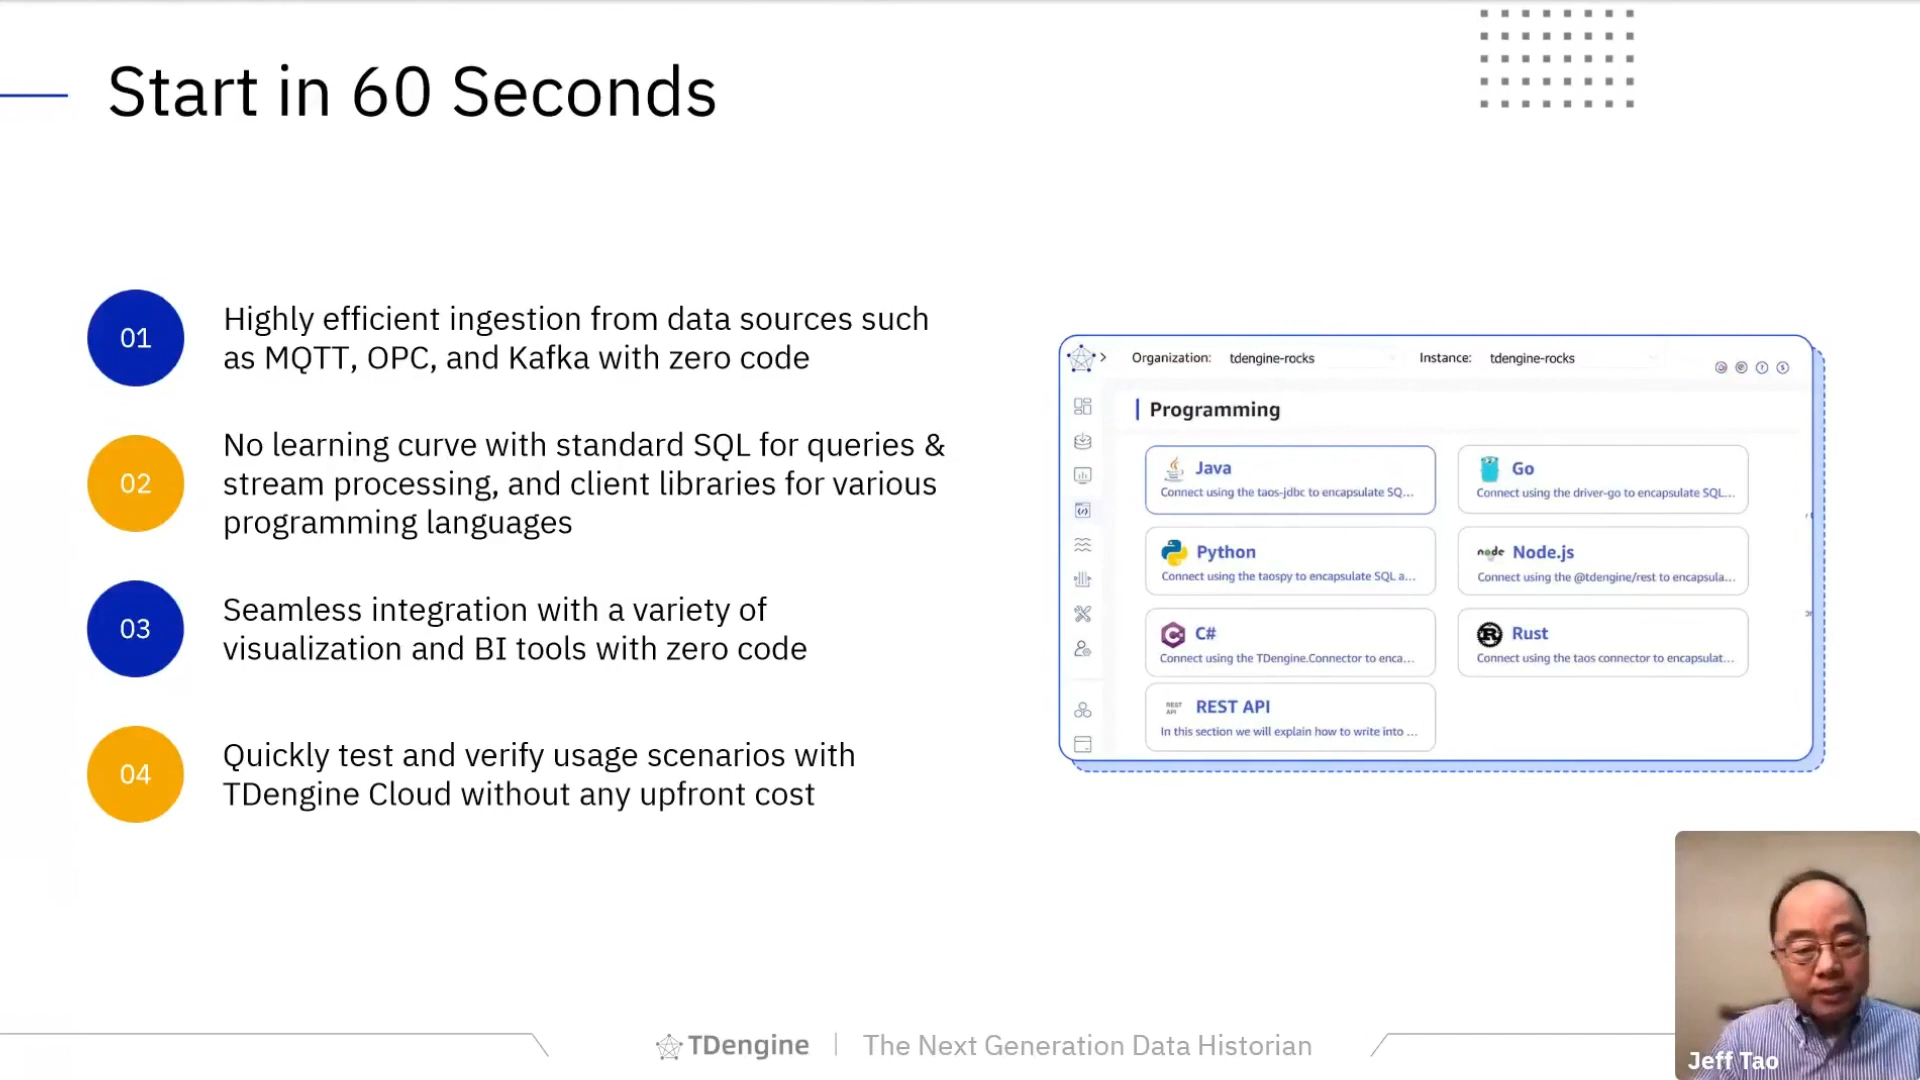 Start in 60 Seconds
01
Highly efficient ingestion from data sources such
as MQTT, OPC, and Kafka with zero code
02
No learning curve with standard SQL for queries &
stream processing, and client libraries for various
programming languages
03
Seamless integration with a variety of
visualization and BI tools with zero code
04
Quickly test and verify usage scenarios with
TDengine Cloud without any upfront cost
Organization: tdengine-rocks Instance: tdengine-rocks
Programming
Java
Connect using the taos-jdbc to encapsulate SQ...
Go
Connect using the driver-go to encapsulate SQL...
Python
Connect using the taospy to encapsulate SQL a...
node Node.js
Connect using the @tdengine/rest to encapsula...
C#
Connect using the TDengine.Connector to enca...
R Rust
Connect using the taos connector to encapsulat...
REST
API
REST API
In this section we will explain how to write into ...
TDengine | The Next Generation Data Historian
Jeff Tao